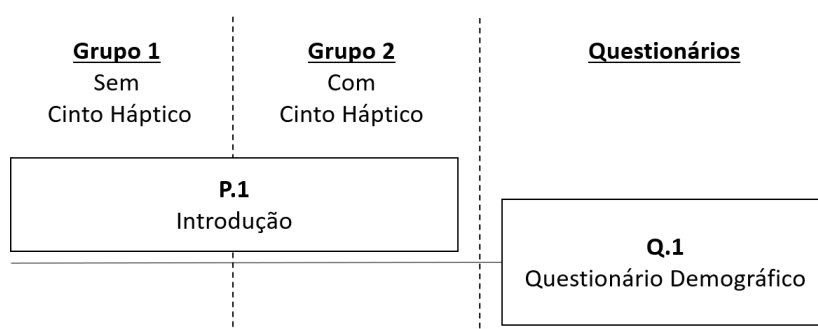 Grupo 1
Sem
Cinto Háptico
Grupo 2
Com
Cinto Háptico
Questionários
P.1
Introdução
Q.1
Questionário Demográfico